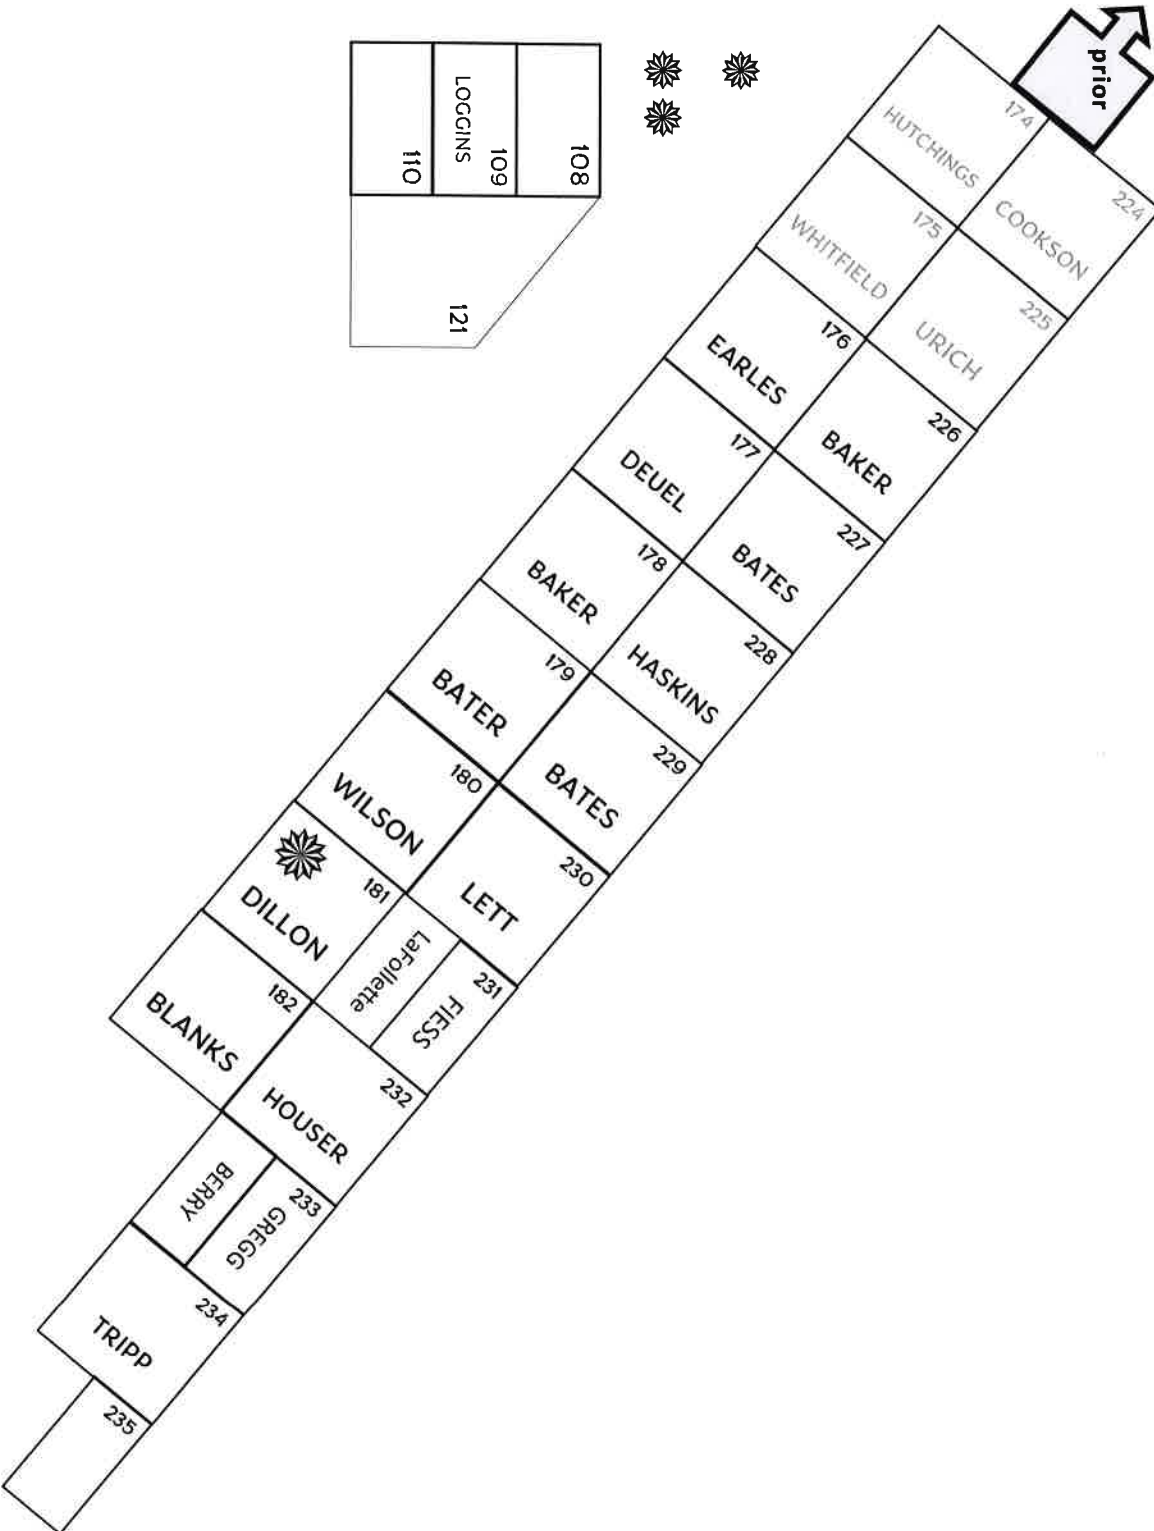 prior
108
109
LOGGINS
110
121
174
HUTCHINGS
224
COOKSON
175
WHITFIELD
225
URICH
176
EARLES
226
BAKER
177
DEUEL
227
BATES
178
BAKER
228
HASKINS
179
BATER
229
BATES
180
WILSON
230
LETT
181
DILLON
LaFollette
231
FIESS
182
BLANKS
232
HOUSER
BERRY
233
GREGG
234
TRIPP
235